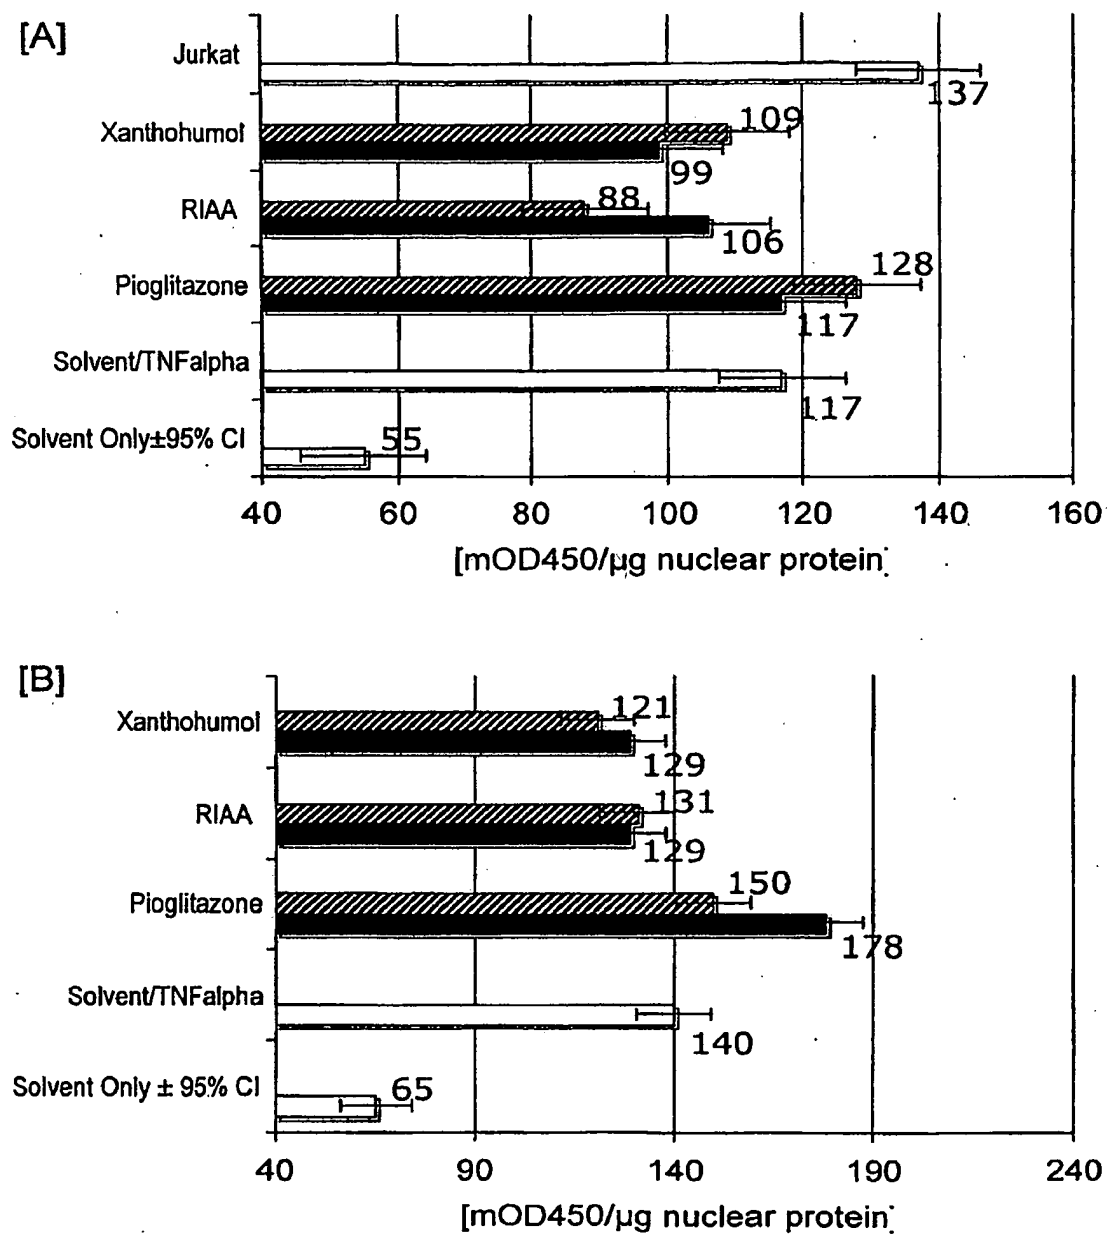 [A]
Jurkat
137
Xanthohumol
109
99
RIAA
88
106
Pioglitazone
128
117
Solvent/TNFalpha
117
Solvent Only±95% CI
55
40 60 80 100 120 140 160
[mOD450/µg nuclear protein]
[B]
Xanthohumol
121
129
RIAA
131
129
Pioglitazone
150
178
Solvent/TNFalpha
140
Solvent Only ± 95% CI
65
40 90 140 190 240
[mOD450/µg nuclear protein]